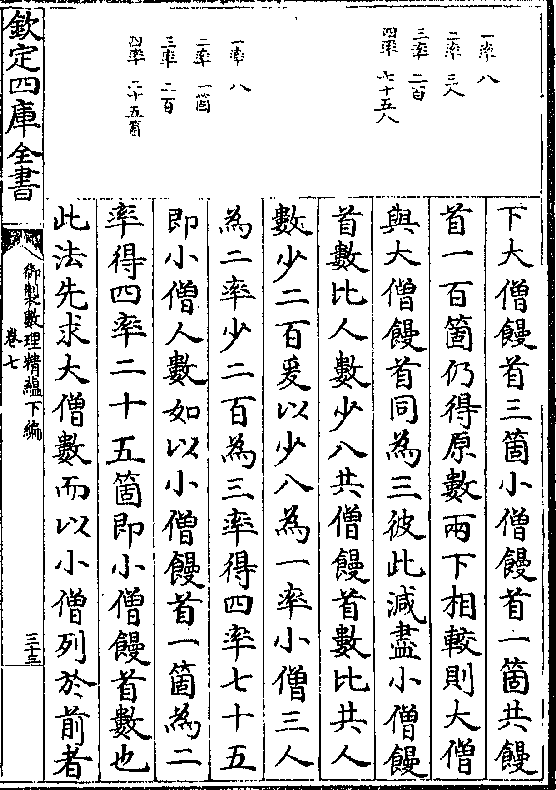 一率 八
二率 三人
三率 二百
四率 七十五人
一率 八
二率 一箇
三率 二百
四率 二十五箇
下大僧饅首三箇小僧饅首一箇共饅
首一百箇仍得原數兩下相較則大僧
與大僧饅首同為三彼此減盡小僧饅
首數比人數少八共僧饅首數比共人
數少二百爰以少八為一率小僧三人
為二率少二百為三率得四率七十五
即小僧人數如以小僧饅首一箇為二
率得四率二十五箇即小僧饅首數也
此法先求大僧數而以小僧列於前者
欽定四庫全書
御製數理精蘊下編
卷七
三十三